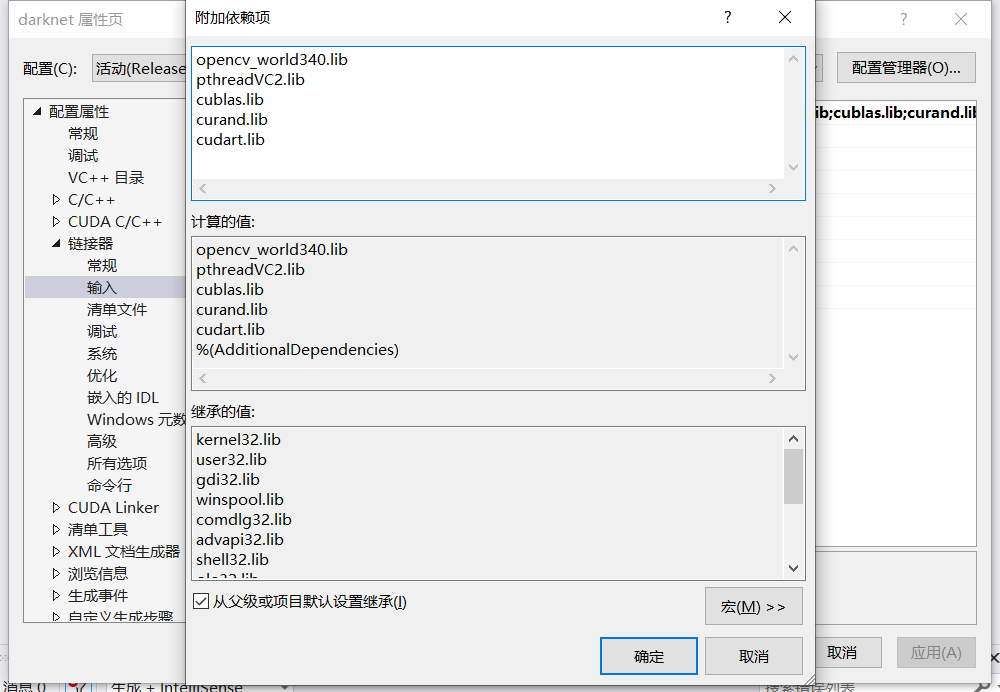 darknet 属性页
附加依赖项
配置(C):
活动(Release
配置管理器(O)...
配置属性
常规
调试
VC++ 目录
C/C++
CUDA C/C++
链接器
常规
输入
清单文件
调试
系统
优化
嵌入的 IDL
Windows 元数
高级
所有选项
命令行
CUDA Linker
清单工具
XML 文档生成器
浏览信息
生成事件
自定义生成步骤
opencv_world340.lib
pthreadVC2.lib
cublas.lib
curand.lib
cudart.lib
计算的值:
opencv_world340.lib
pthreadVC2.lib
cublas.lib
curand.lib
cudart.lib
%(AdditionalDependencies)
继承的值:
kernel32.lib
user32.lib
gdi32.lib
winspool.lib
comdlg32.lib
advapi32.lib
shell32.lib
ole32.lib
从父级或项目默认设置继承(I)
宏(M) >>
确定
取消
ib;cublas.lib;curand.lib
取消
应用(A)
消息 0
生成 + IntelliSense
搜索错误列表